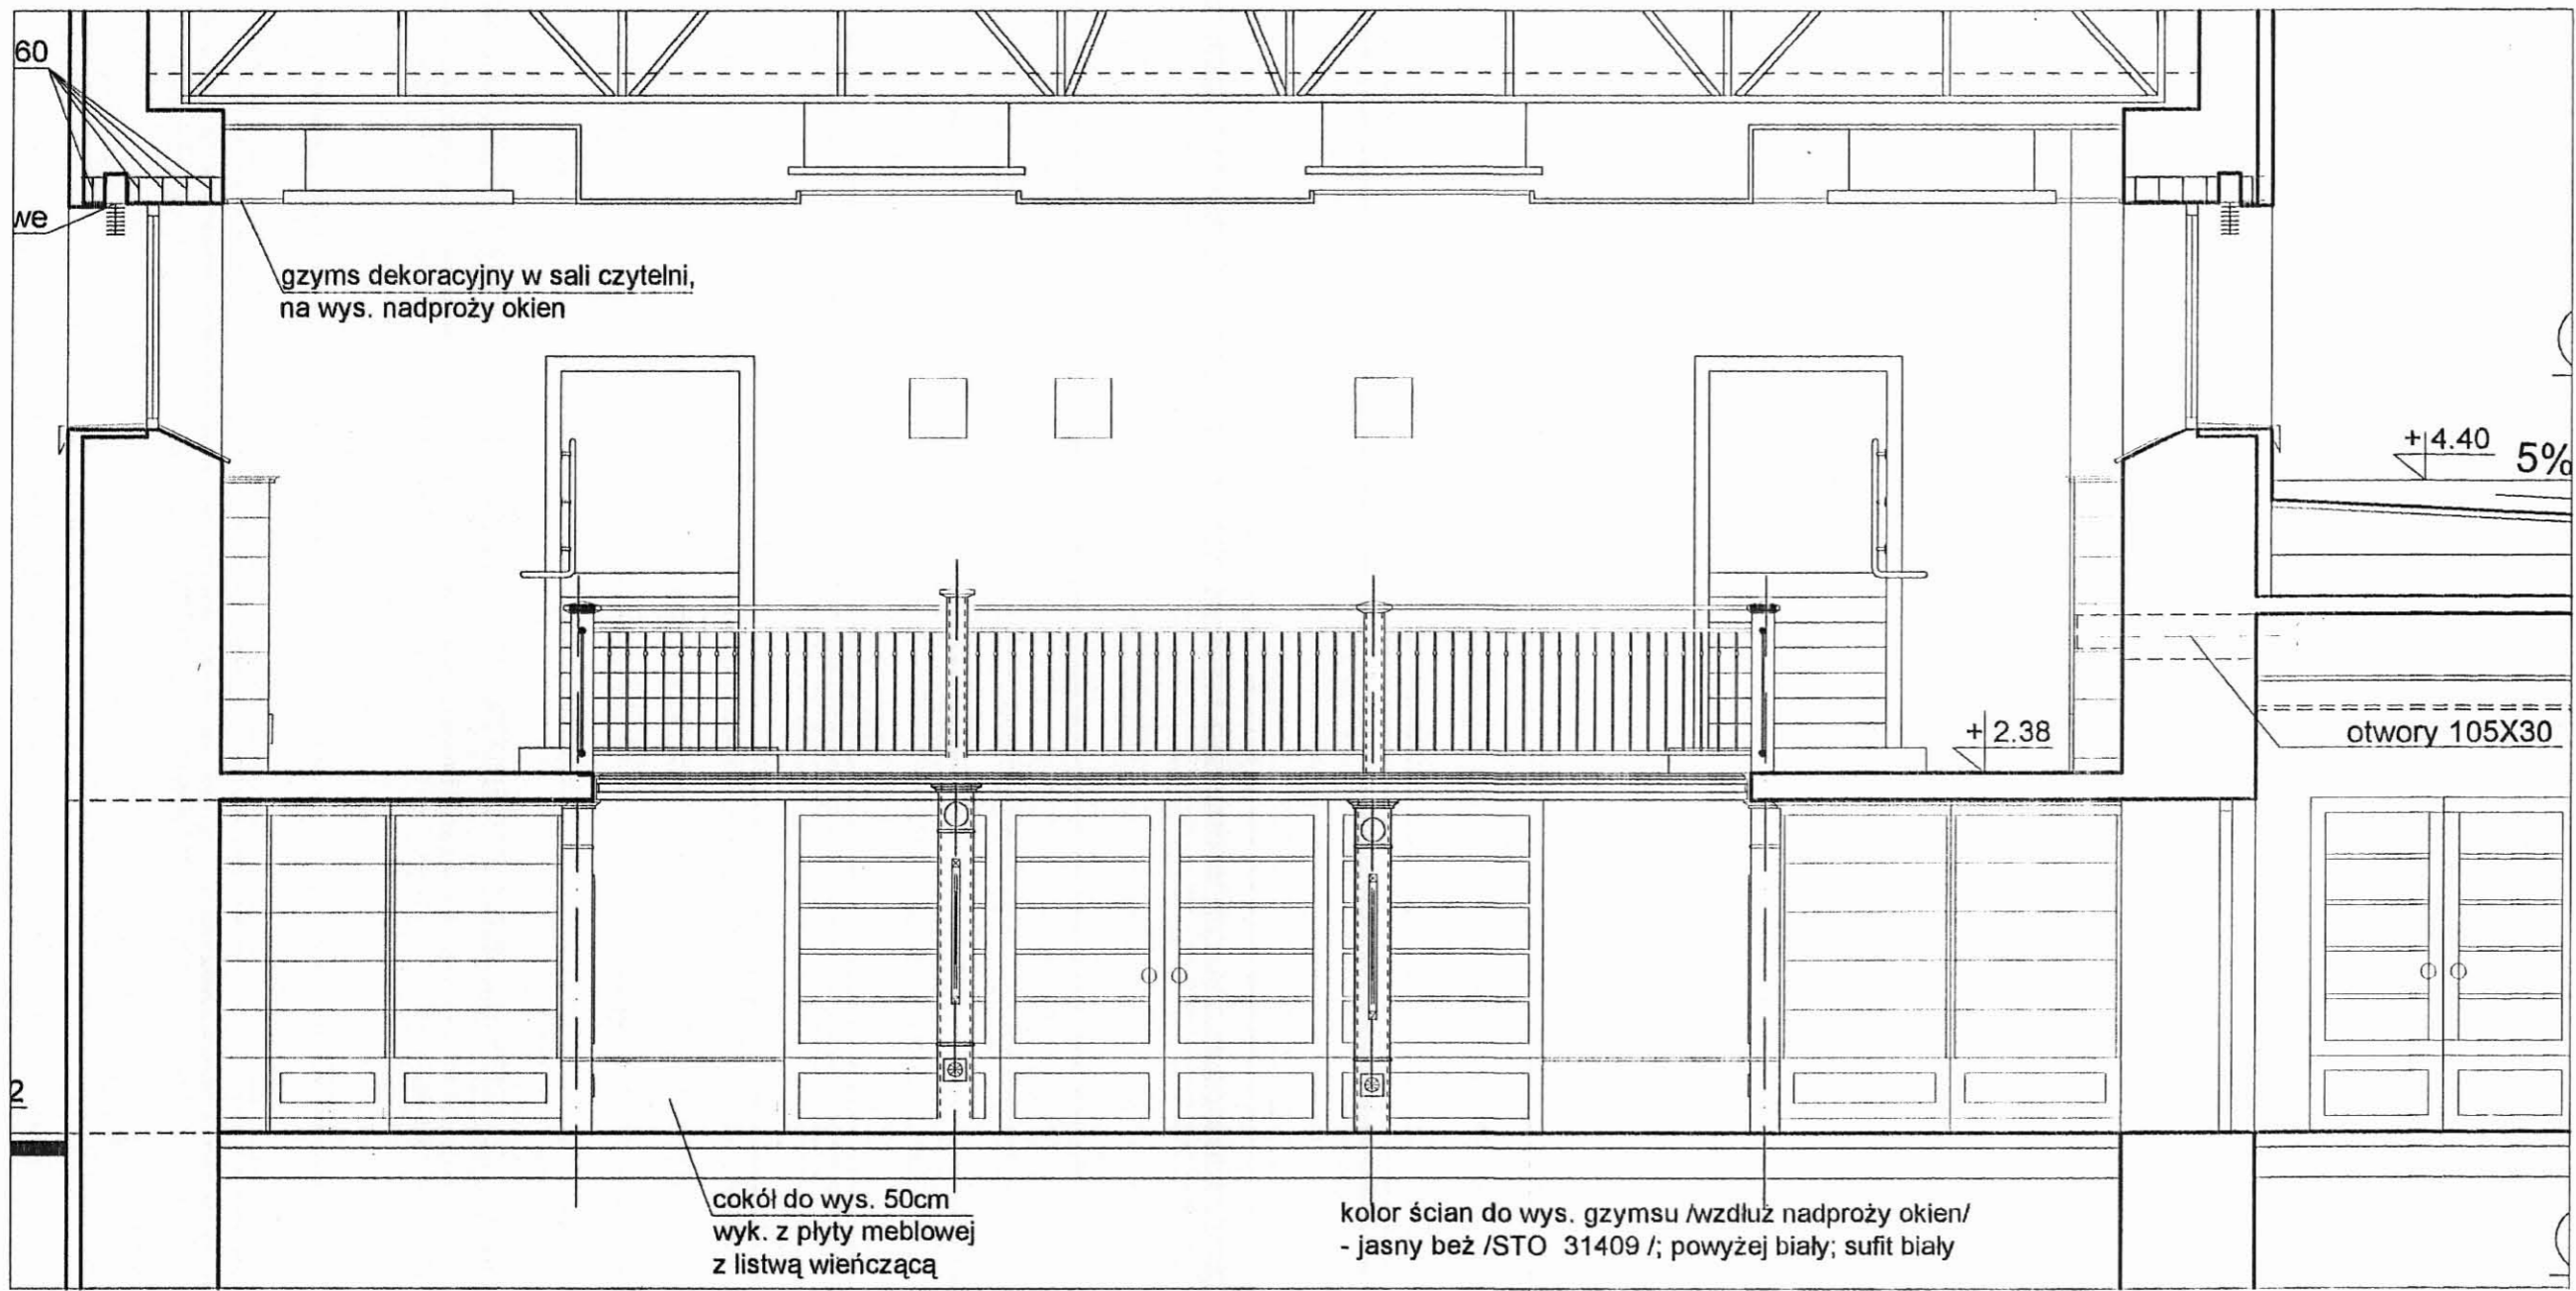 60
we
gzyms dekoracyjny w sali czytelni,
na wys. nadproży okien
+4.40
5%
+2.38
otwory 105X30
2
cokół do wys. 50cm
wyk. z płyty meblowej
z listwą wieńczącą
kolor ścian do wys. gzymsu /wzdłuż nadproży okien/
- jasny beż /STO 31409 /; powyżej biały; sufit biały